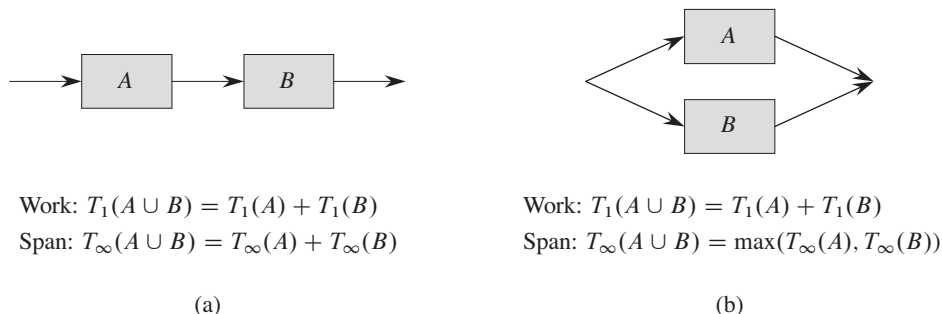 A
B
Work: T₁(A ∪ B) = T₁(A) + T₁(B)
Span: T∞(A ∪ B) = T∞(A) + T∞(B)
(a)
A
B
Work: T₁(A ∪ B) = T₁(A) + T₁(B)
Span: T∞(A ∪ B) = max(T∞(A), T∞(B))
(b)